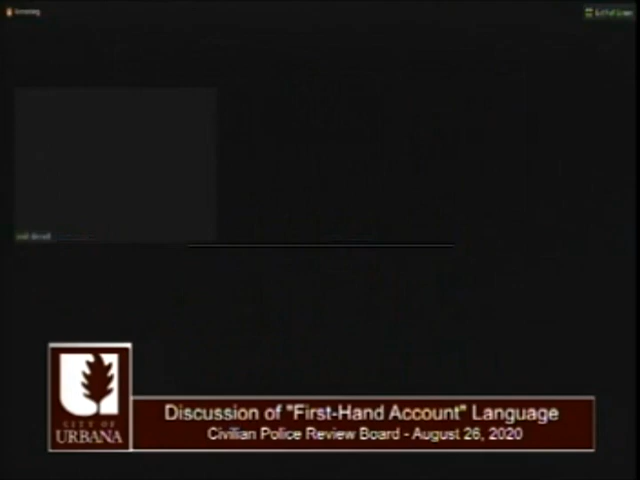 Discussion of "First-Hand Account" Language
Civilian Police Review Board - August 26, 2020
CITY OF
URBANA